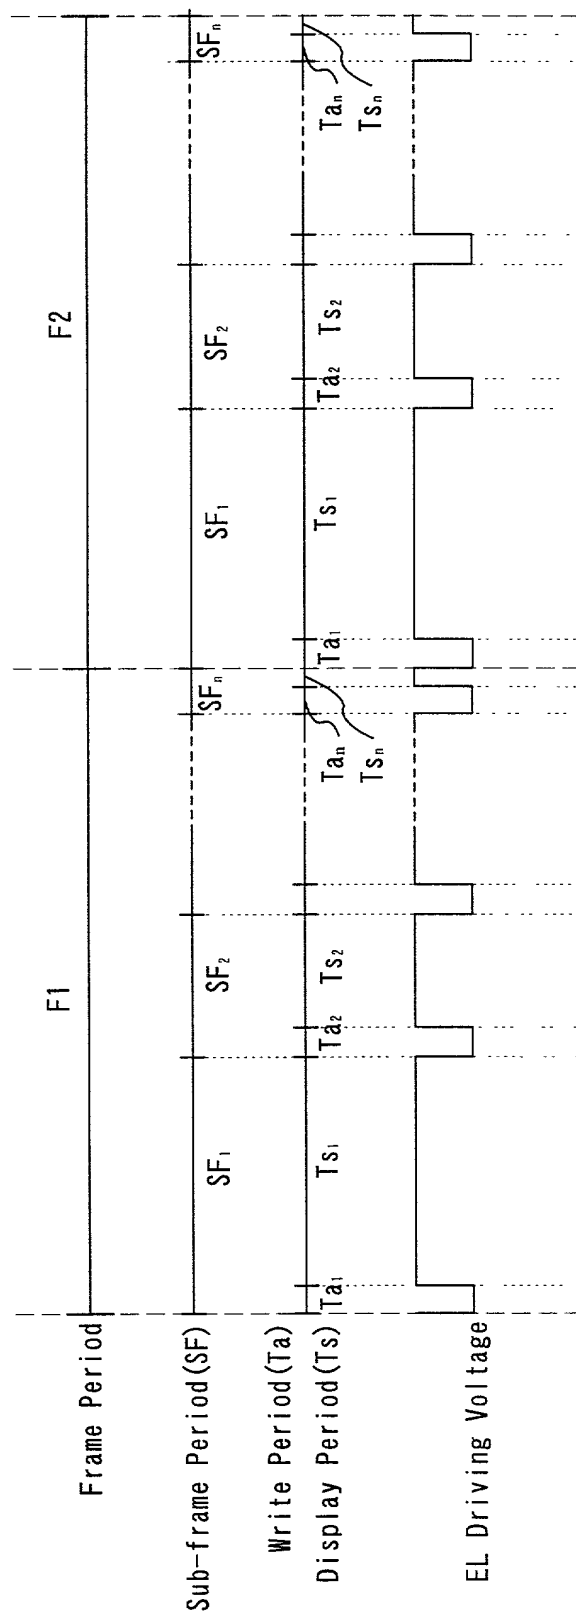 Frame Period
F1
F2
Sub-frame Period(SF)
SF₁
SF₂
SFₙ
SF₁
SF₂
SFₙ
Write Period(Ta)
Display Period(Ts)
Ta₁
Ts₁
Ta₂
Ts₂
Taₙ
Tsₙ
Ta₁
Ts₁
Ta₂
Ts₂
Taₙ
Tsₙ
EL Driving Voltage